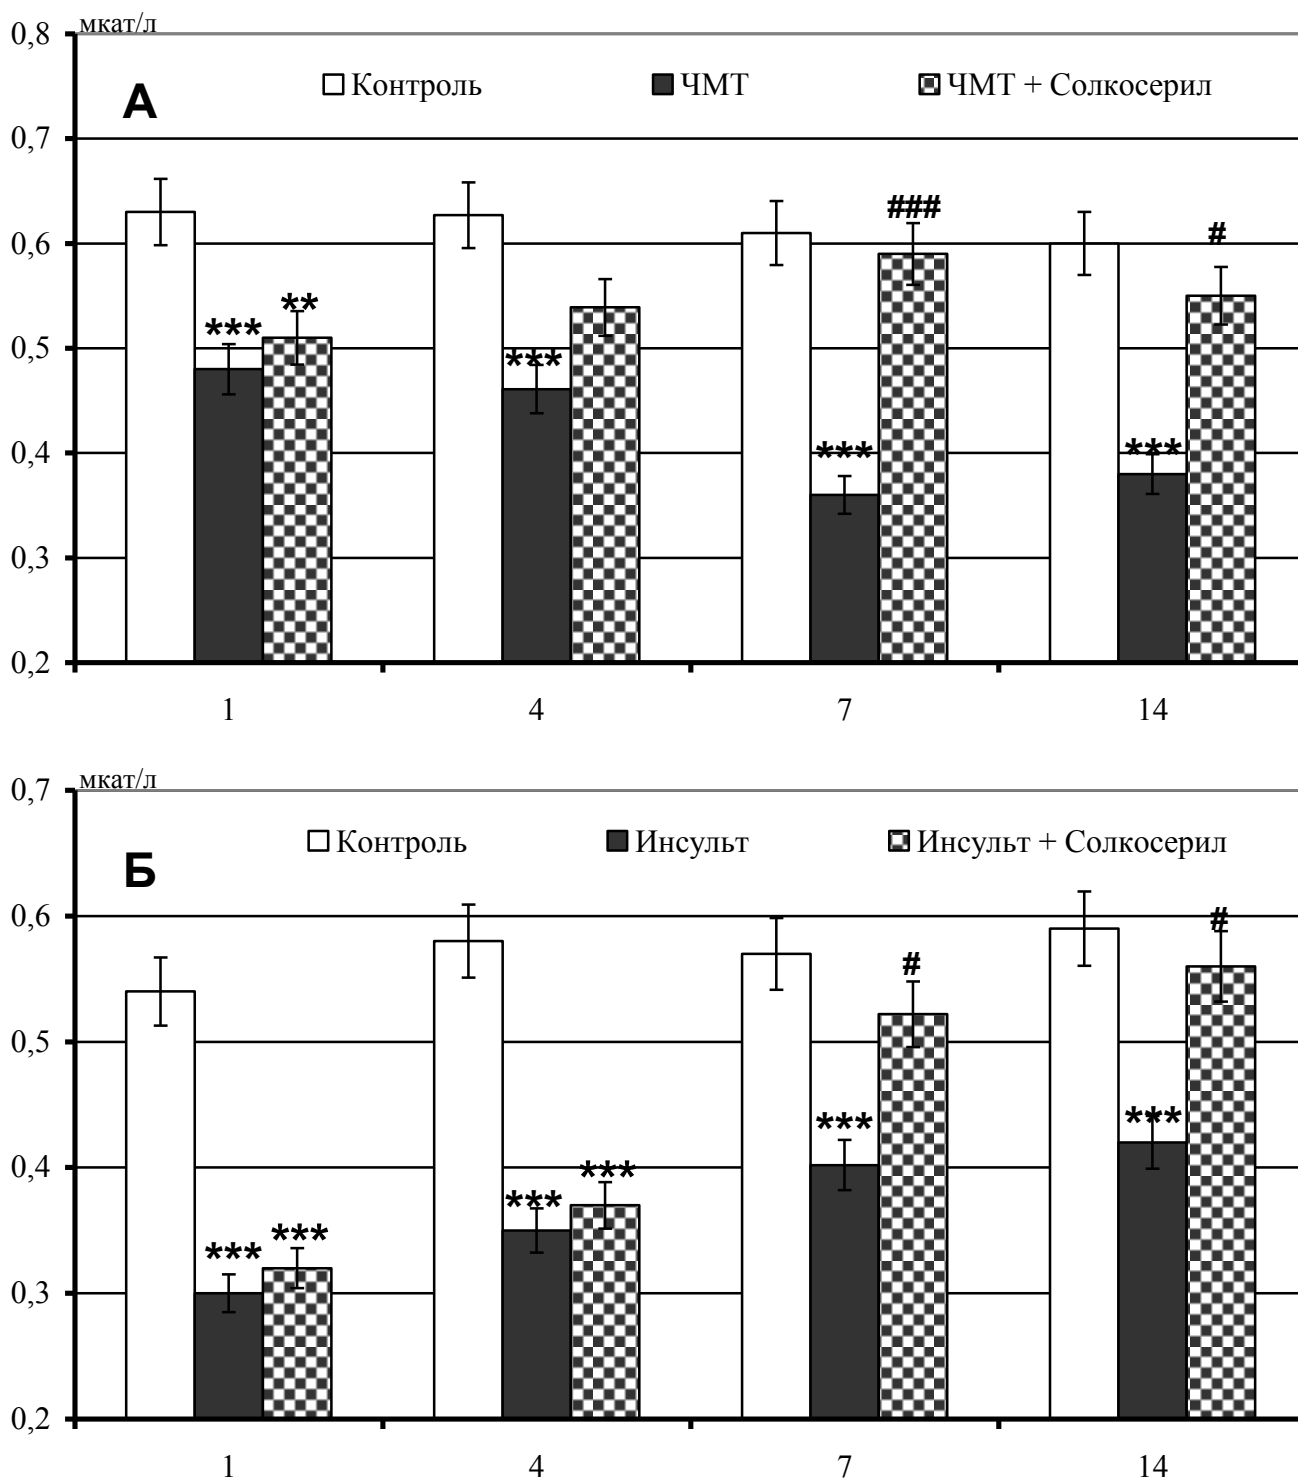 мкат/л
0,8
А
Контроль ЧМТ ЧМТ + Солкосерил
0,7
###
#
0,6
*** **
0,5
***
*** ***
0,4
0,3
0,2
1 4 7 14
мкат/л
0,7
Контроль Инсульт Инсульт + Солкосерил
Б
0,6
#
#
0,5
*** ***
0,4
*** ***
*** ***
0,3
0,2
1 4 7 14